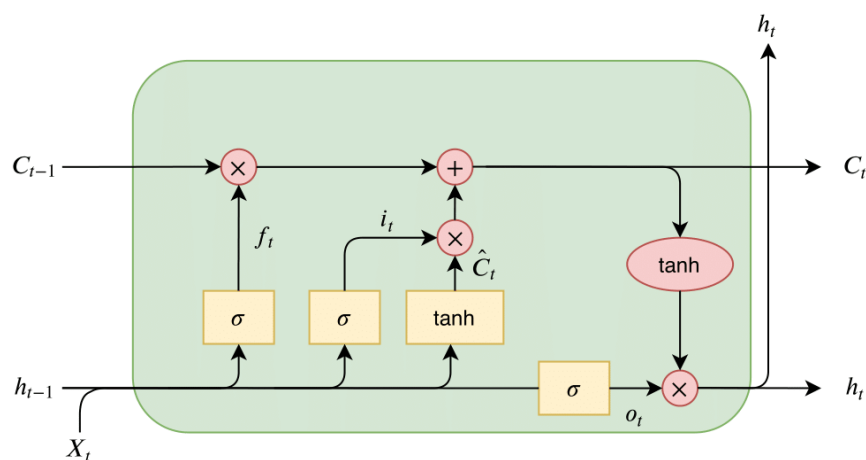 h_t
C_{t-1}
×
+
C_t
f_t
i_t
×
Ĉ_t
tanh
σ
σ
tanh
h_{t-1}
σ
o_t
×
h_t
X_t